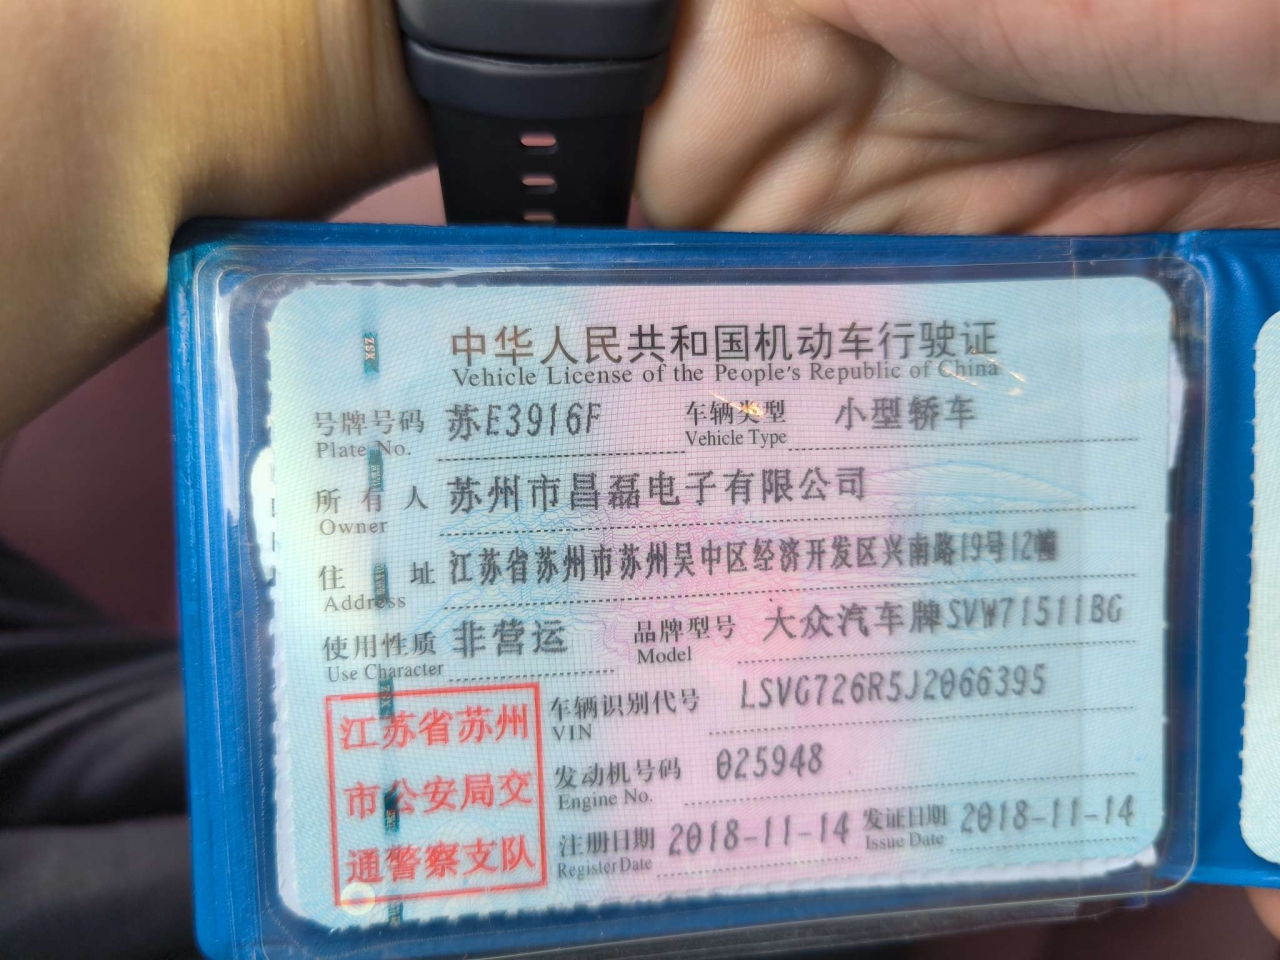 中华人民共和国机动车行驶证
Vehicle License of the People's Republic of China
号牌号码 苏E3916F 车辆类型 小型轿车
Plate No. Vehicle Type
所有人 苏州市昌磊电子有限公司
Owner
住址 江苏省苏州市苏州吴中区经济开发区兴南路19号12幢
Address
使用性质 非营运 品牌型号 大众汽车牌SVW71511BG
Use Character Model
车辆识别代号 LSVG726R5J2066395
VIN
发动机号码 025948
Engine No.
注册日期 2018-11-14 发证日期 2018-11-14
Register Date Issue Date
江苏省苏州
市公安局交
通警察支队
XSZ